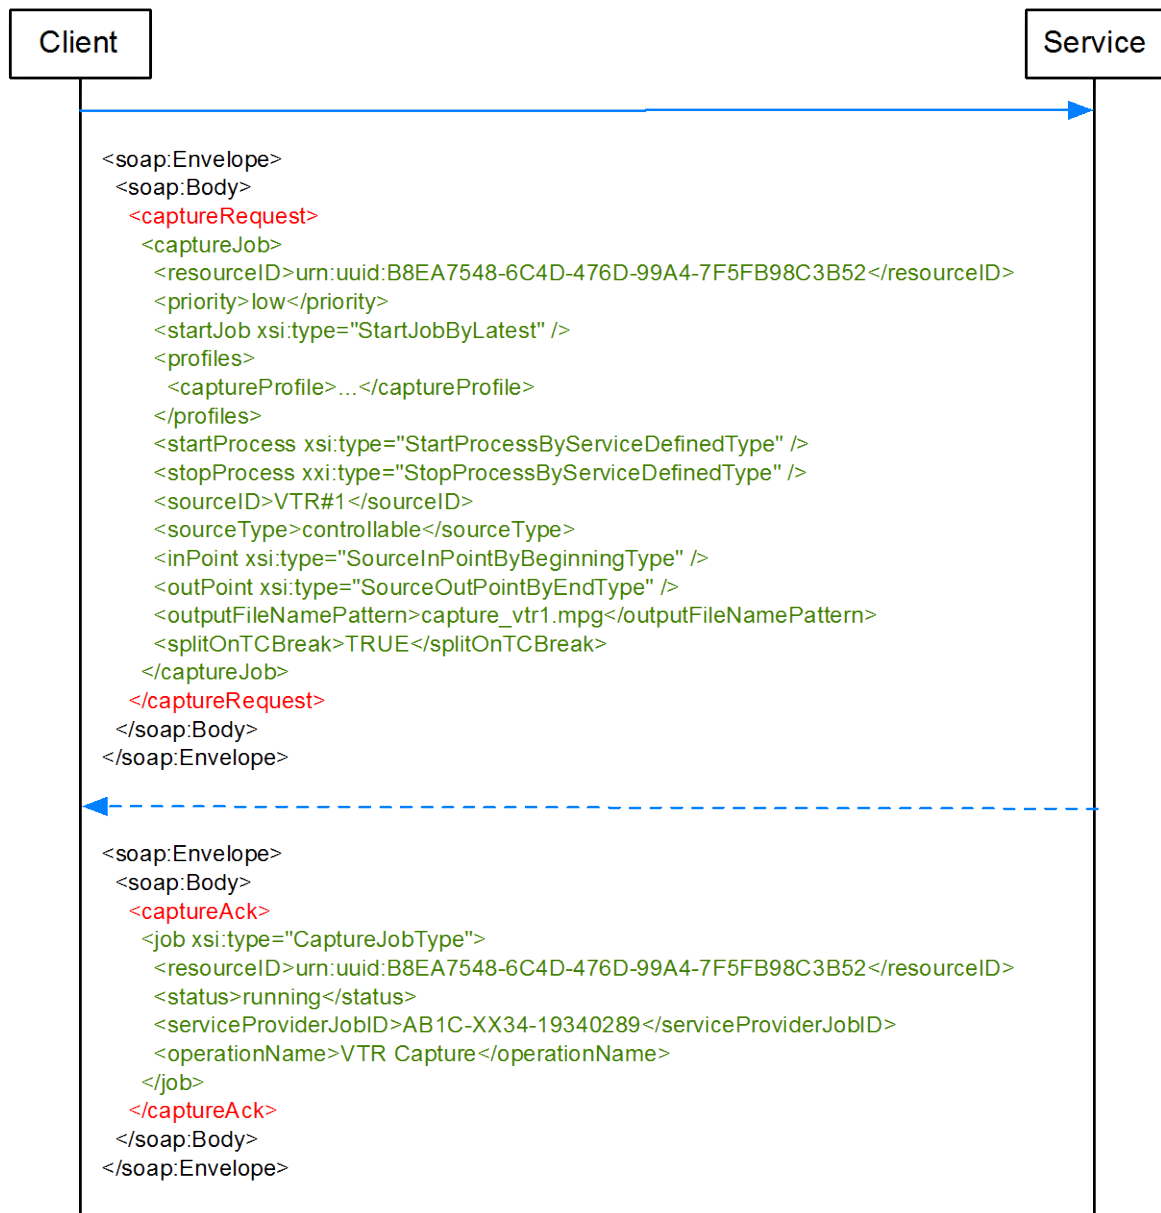 Client
Service
<soap:Envelope>
<soap:Body>
<captureRequest>
<captureJob>
<resourceID>urn:uuid:B8EA7548-6C4D-476D-99A4-7F5FB98C3B52</resourceID>
<priority>low</priority>
<startJob xsi:type="StartJobByLatest" />
<profiles>
<captureProfile>...</captureProfile>
</profiles>
<startProcess xsi:type="StartProcessByServiceDefinedType" />
<stopProcess xxi:type="StopProcessByServiceDefinedType" />
<sourceID>VTR#1</sourceID>
<sourceType>controllable</sourceType>
<inPoint xsi:type="SourceInPointByBeginningType" />
<outPoint xsi:type="SourceOutPointByEndType" />
<outputFileNamePattern>capture_vtr1.mpg</outputFileNamePattern>
<splitOnTCBreak>TRUE</splitOnTCBreak>
</captureJob>
</captureRequest>
</soap:Body>
</soap:Envelope>
<soap:Envelope>
<soap:Body>
<captureAck>
<job xsi:type="CaptureJobType">
<resourceID>urn:uuid:B8EA7548-6C4D-476D-99A4-7F5FB98C3B52</resourceID>
<status>running</status>
<serviceProviderJobID>AB1C-XX34-19340289</serviceProviderJobID>
<operationName>VTR Capture</operationName>
</job>
</captureAck>
</soap:Body>
</soap:Envelope>